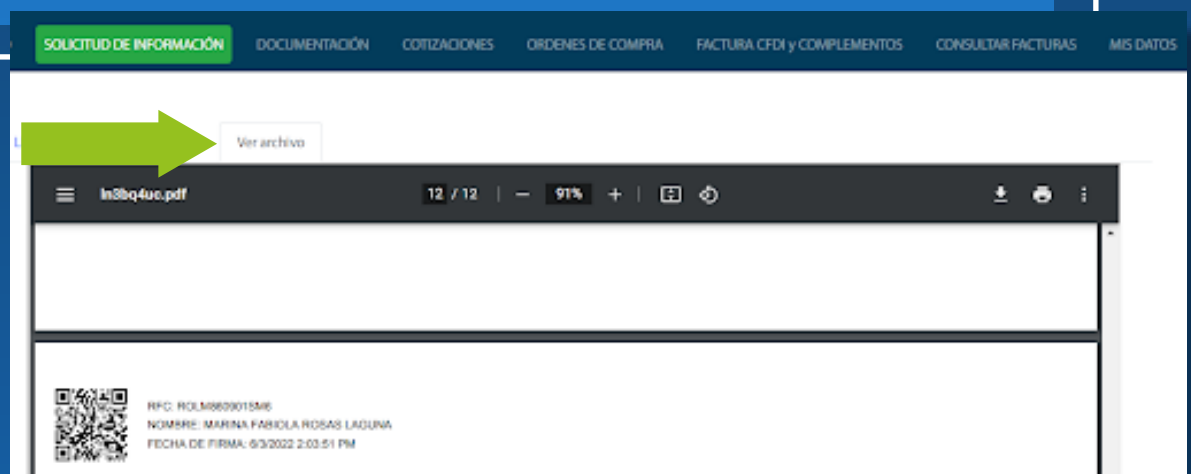 SOLICITUD DE INFORMACIÓN DOCUMENTACIÓN COTIZACIONES ORDENES DE COMPRA FACTURA CFDI y COMPLEMENTOS CONSULTAR FACTURAS MIS DATOS
Ver archivo
ln3bq4uc.pdf 12 / 12 | — 91% + |
NOMBRE: MARINA FABIOLA ROSAS LAGUNA
FECHA DE FIRMA: 6/3/2022 2:03:51 PM